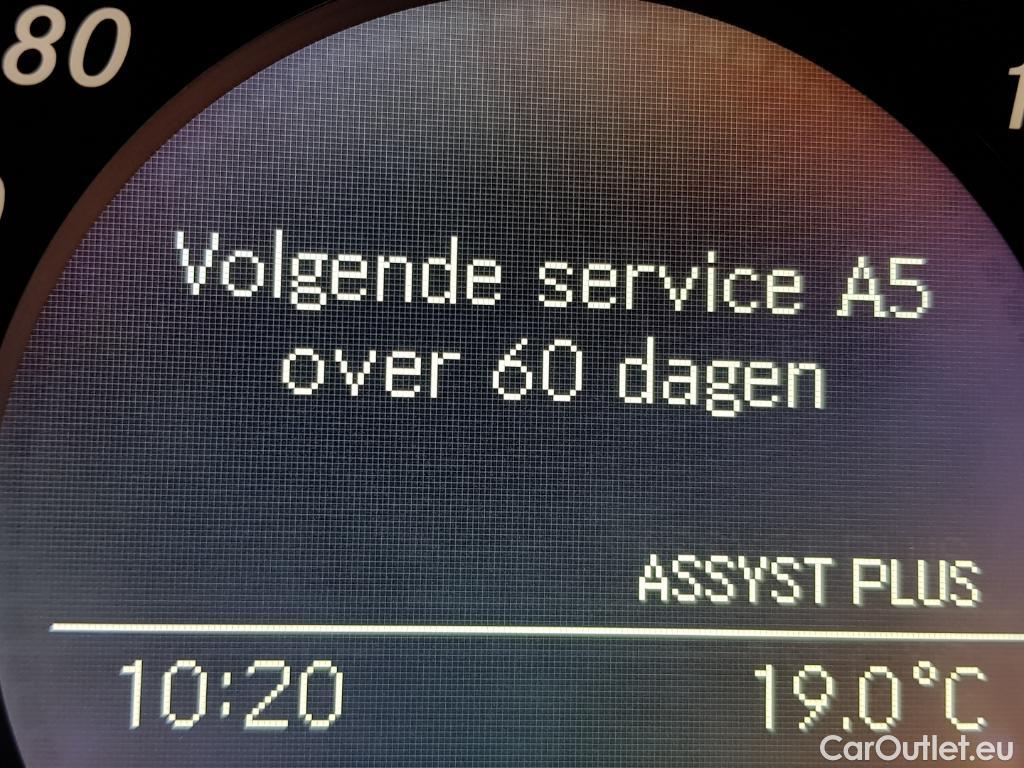 80
Volgende service A5
over 60 dagen
ASSYST PLUS
10:20 19.0°C
CarOutlet.eu